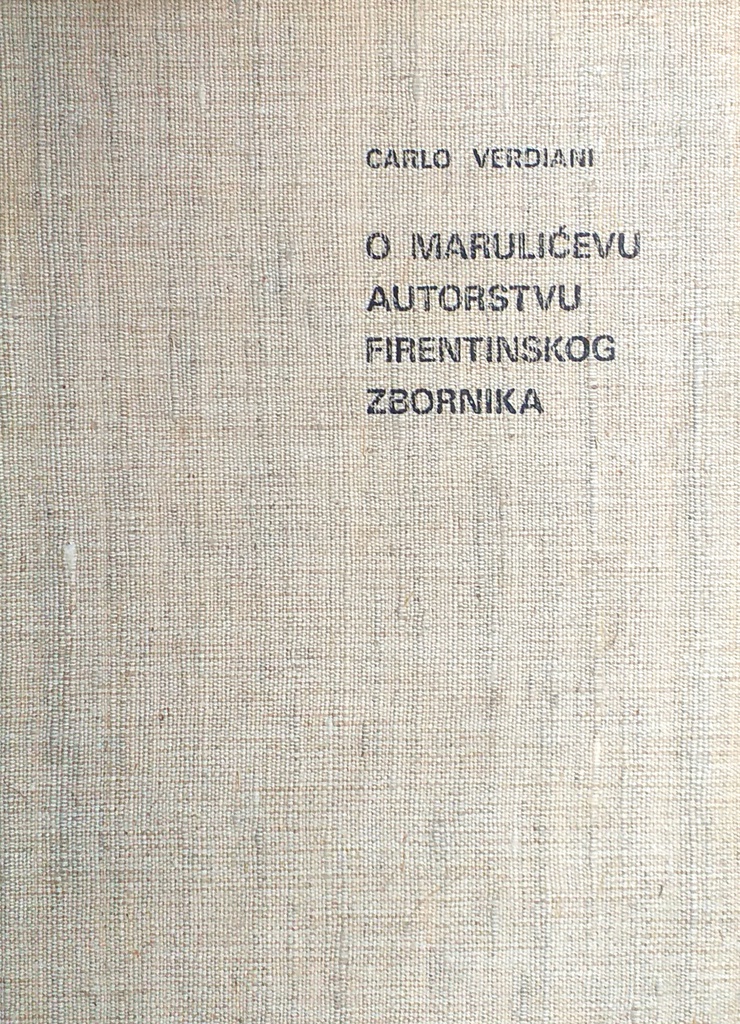 CARLO VERDIANI
O MARULIĆEVU
AUTORSTVU
FIRENTINSKOG
ZBORNIKA